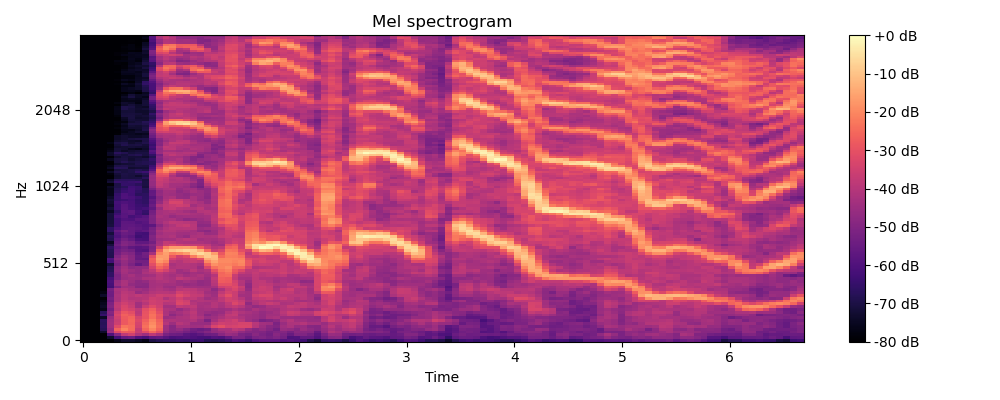 Mel spectrogram
Hz
2048
1024
512
0
0 1 2 3 4 5 6
Time
+0 dB
-10 dB
-20 dB
-30 dB
-40 dB
-50 dB
-60 dB
-70 dB
-80 dB